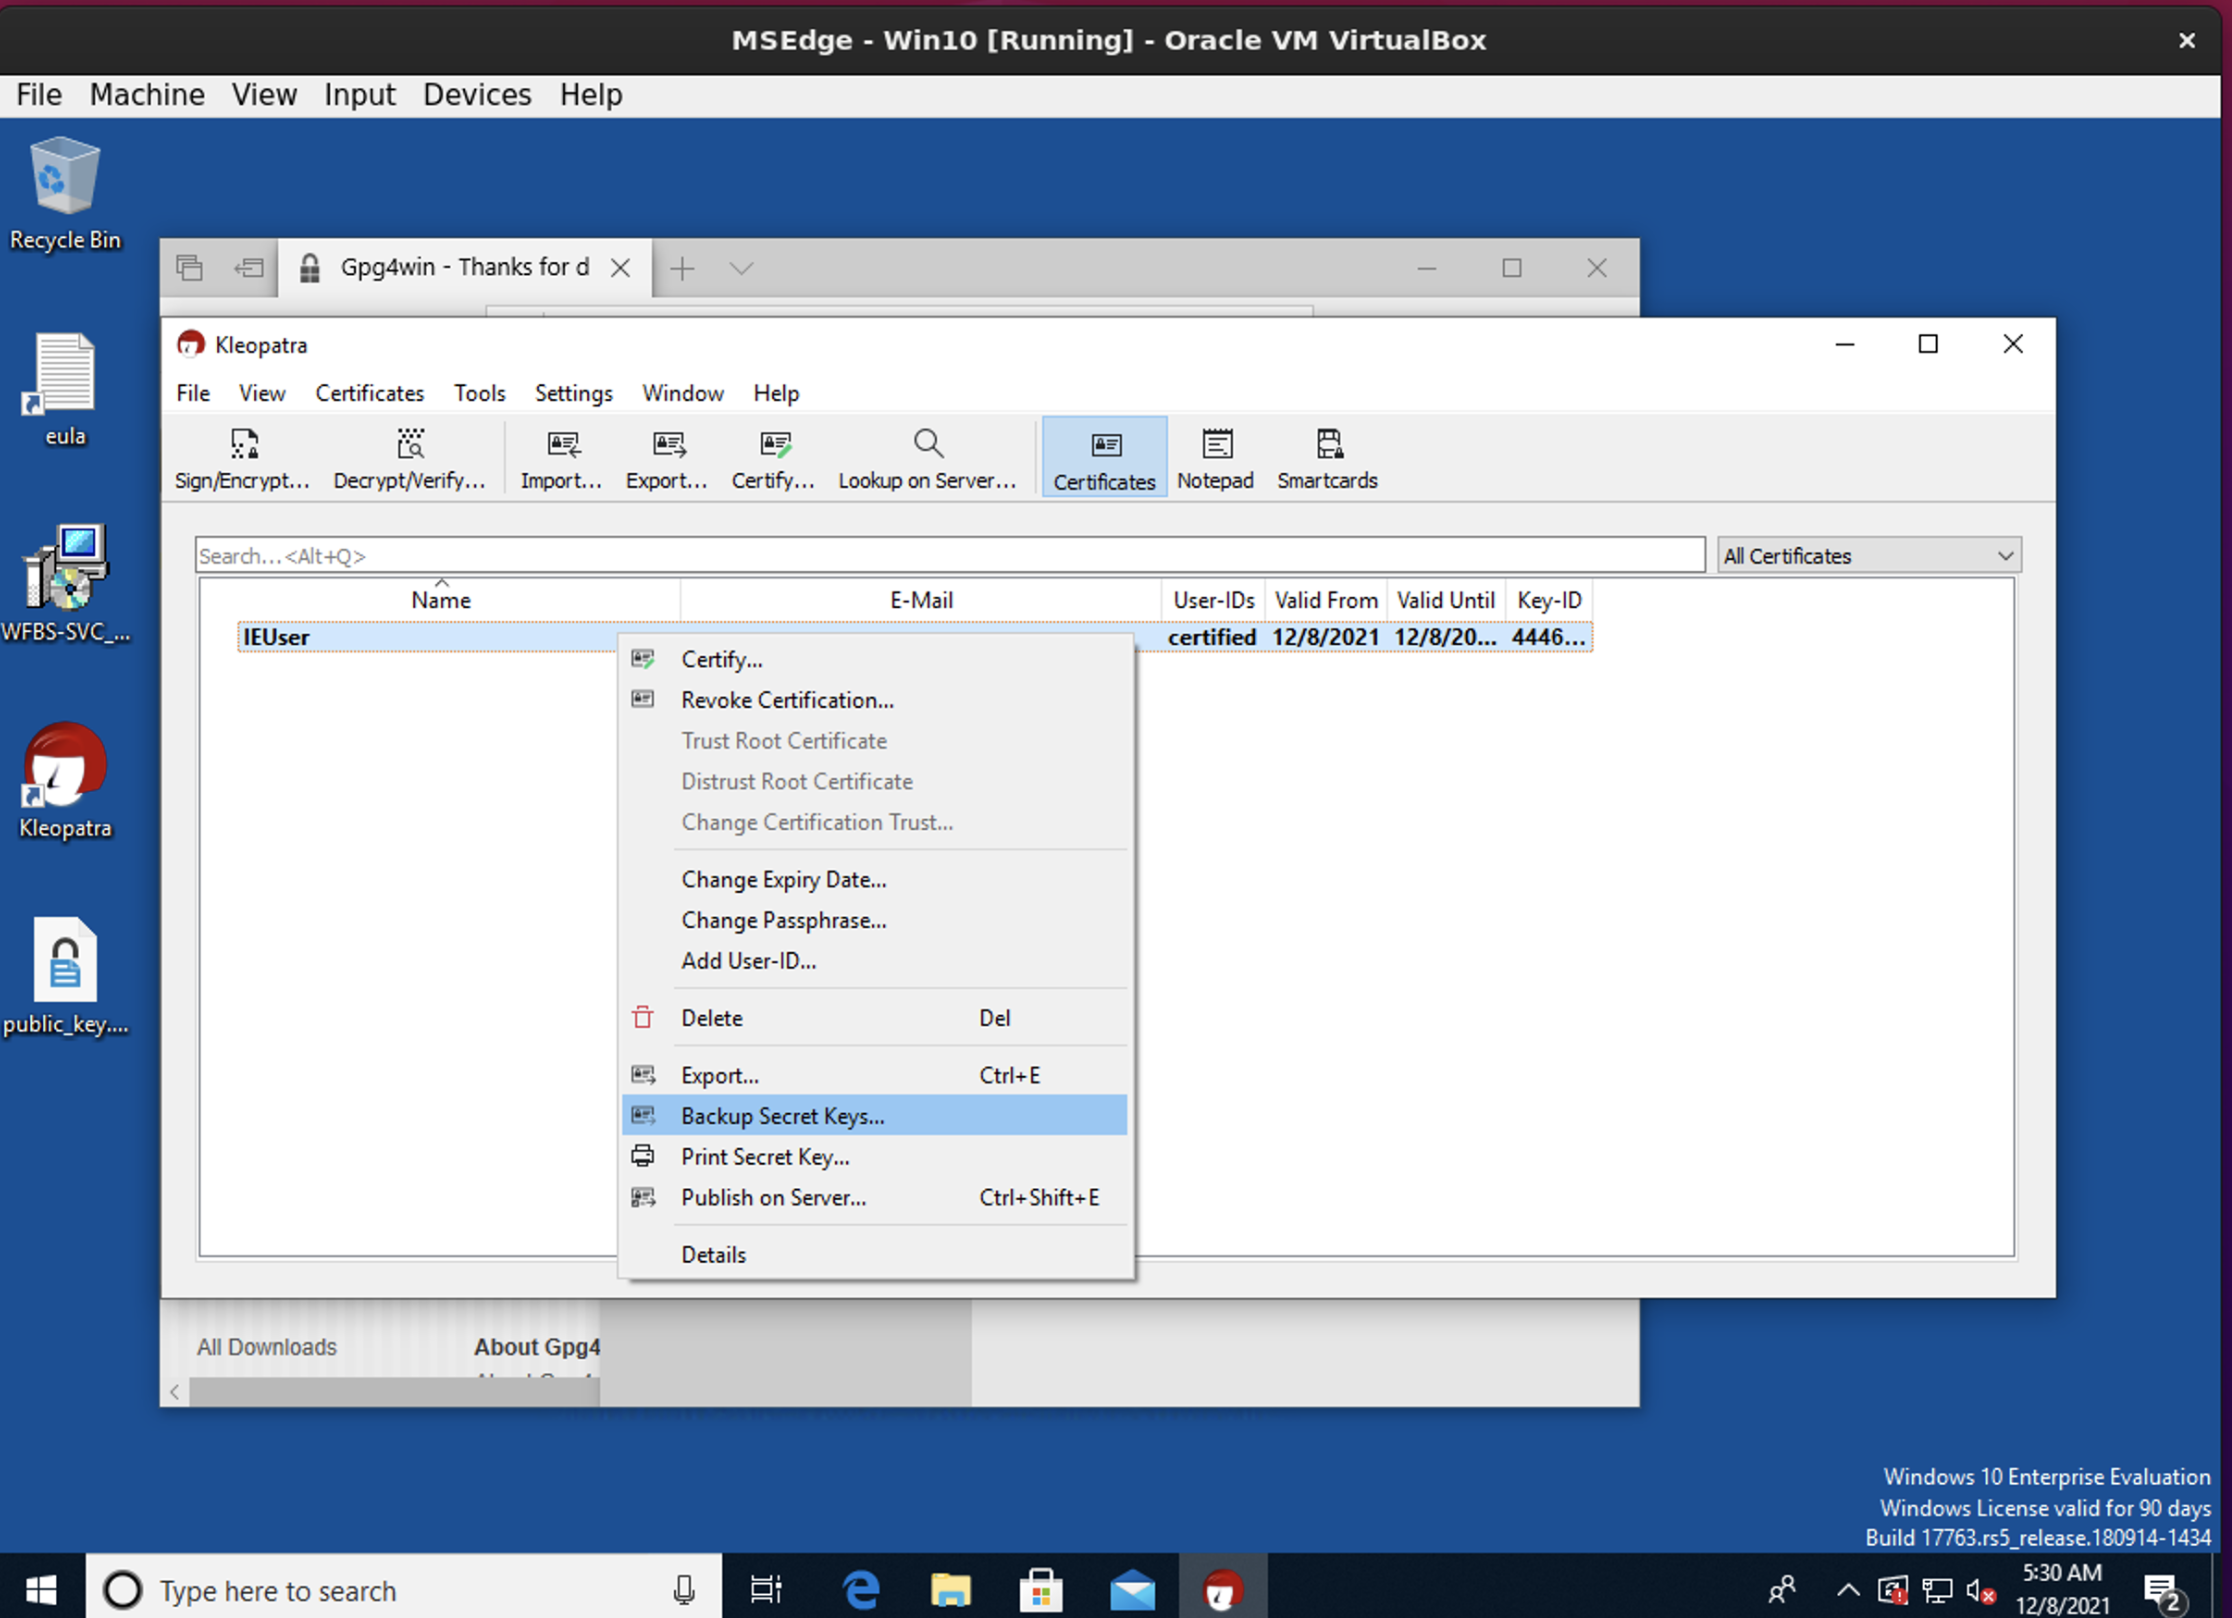 MSEdge - Win10 [Running] - Oracle VM VirtualBox
File Machine View Input Devices Help
Recycle Bin
Gpg4win - Thanks for d
eula
WFBS-SVC_...
Kleopatra
public_key....
Kleopatra
File View Certificates Tools Settings Window Help
Sign/Encrypt... Decrypt/Verify... Import... Export... Certify... Lookup on Server... Certificates Notepad Smartcards
Search...<Alt+Q> All Certificates
Name E-Mail User-IDs Valid From Valid Until Key-ID
IEUser certified 12/8/2021 12/8/20... 4446...
Certify...
Revoke Certification...
Trust Root Certificate
Distrust Root Certificate
Change Certification Trust...
Change Expiry Date...
Change Passphrase...
Add User-ID...
Delete Del
Export... Ctrl+E
Backup Secret Keys...
Print Secret Key...
Publish on Server... Ctrl+Shift+E
Details
All Downloads About Gpg4
Windows 10 Enterprise Evaluation
Windows License valid for 90 days
Build 17763.rs5_release.180914-1434
Type here to search
5:30 AM
12/8/2021
2